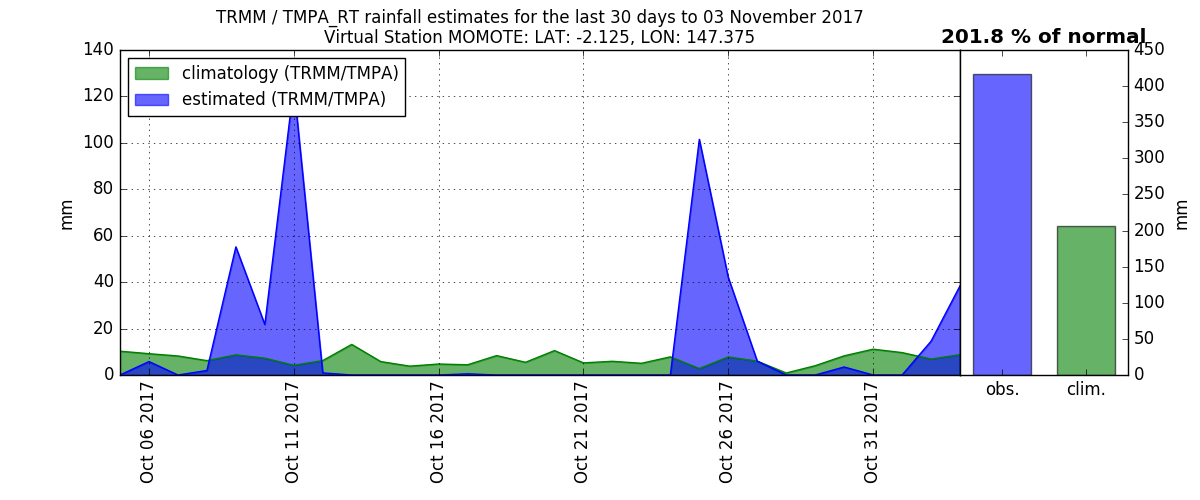 TRMM / TMPA_RT rainfall estimates for the last 30 days to 03 November 2017
Virtual Station MOMOTE: LAT: -2.125, LON: 147.375
201.8 % of normal
climatology (TRMM/TMPA)
estimated (TRMM/TMPA)
mm
140
120
100
80
60
40
20
0
Oct 06 2017
Oct 11 2017
Oct 16 2017
Oct 21 2017
Oct 26 2017
Oct 31 2017
450
400
350
300
250
200
150
100
50
0
mm
obs.
clim.